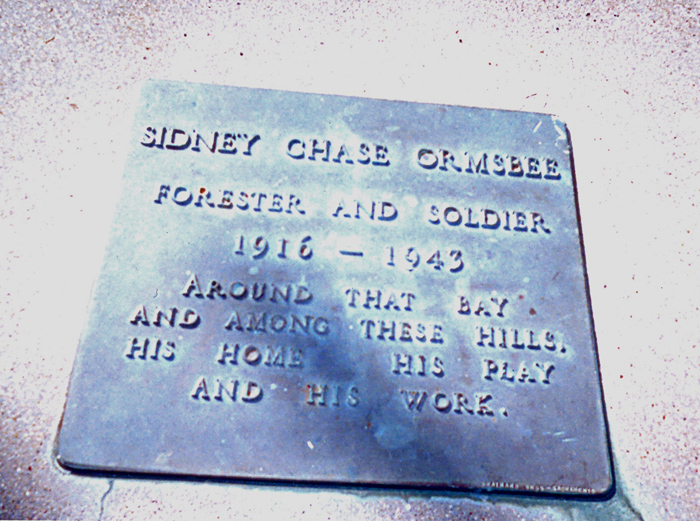 SIDNEY CHASE ORMSBEE
FORESTER AND SOLDIER
1916 — 1943
AROUND THAT BAY
AND AMONG THESE HILLS,
HIS HOME HIS PLAY
AND HIS WORK.